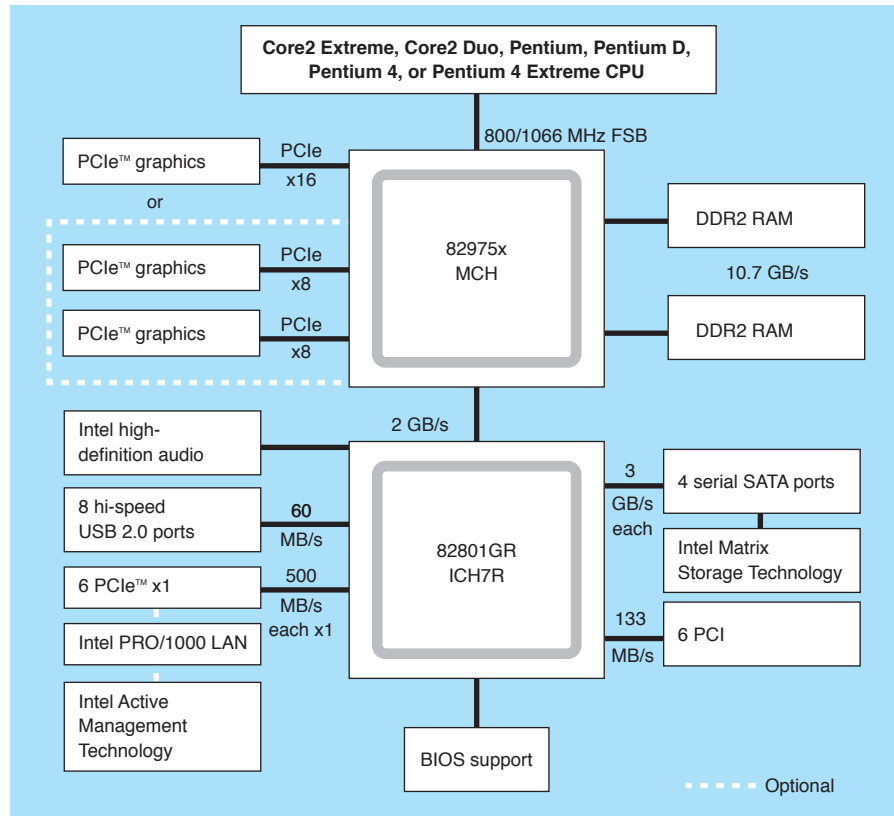 Core2 Extreme, Core2 Duo, Pentium, Pentium D,
Pentium 4, or Pentium 4 Extreme CPU
800/1066 MHz FSB
PCIe™ graphics
PCIe
x16
or
PCIe™ graphics
PCIe
x8
PCIe™ graphics
PCIe
x8
82975x
MCH
DDR2 RAM
10.7 GB/s
DDR2 RAM
2 GB/s
Intel high-
definition audio
8 hi-speed
USB 2.0 ports
60
MB/s
6 PCIe™ x1
500
MB/s
each x1
Intel PRO/1000 LAN
Intel Active
Management
Technology
82801GR
ICH7R
3
GB/s
each
4 serial SATA ports
Intel Matrix
Storage Technology
133
MB/s
6 PCI
BIOS support
Optional